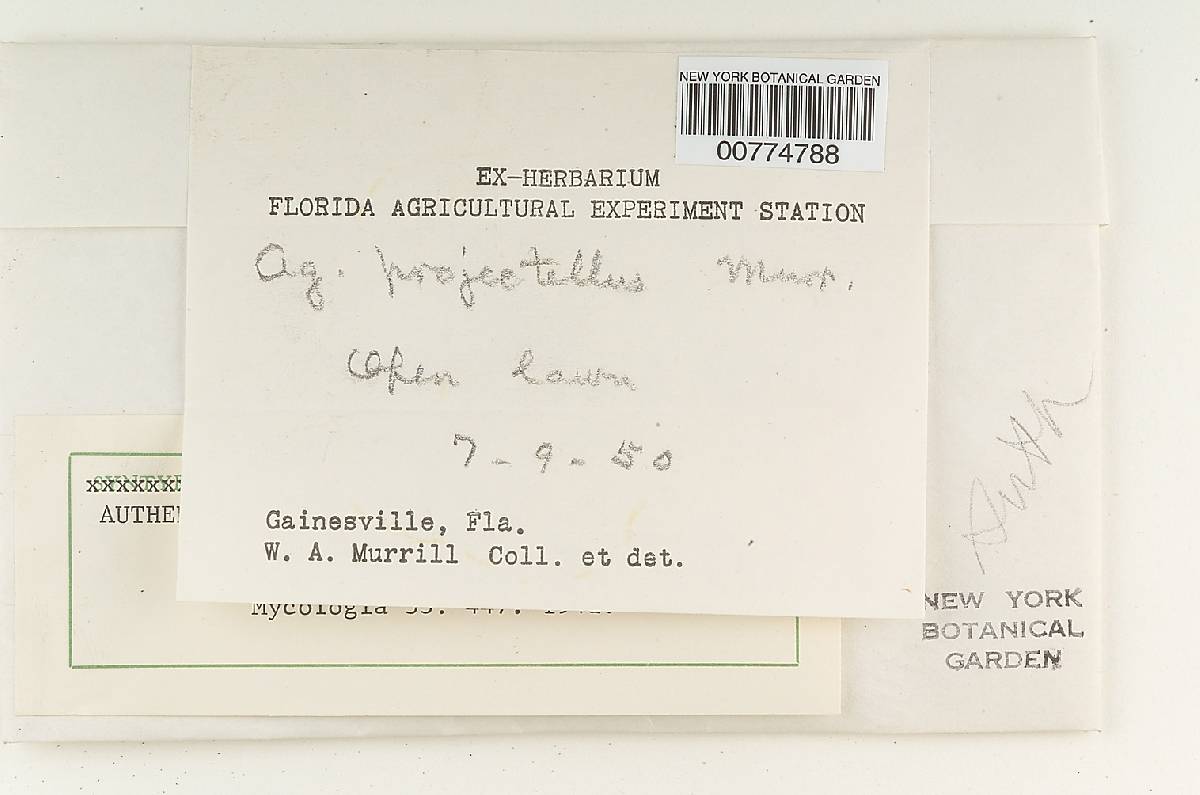 NEW YORK BOTANICAL GARDEN
00774788
EX-HERBARIUM
FLORIDA AGRICULTURAL EXPERIMENT STATION
Ag. projectellus Murr.
Open lawn
7-9-50
Gainesville, Fla.
W. A. Murrill Coll. et det.
AUTHE
Mycologia
NEW YORK
BOTANICAL
GARDEN